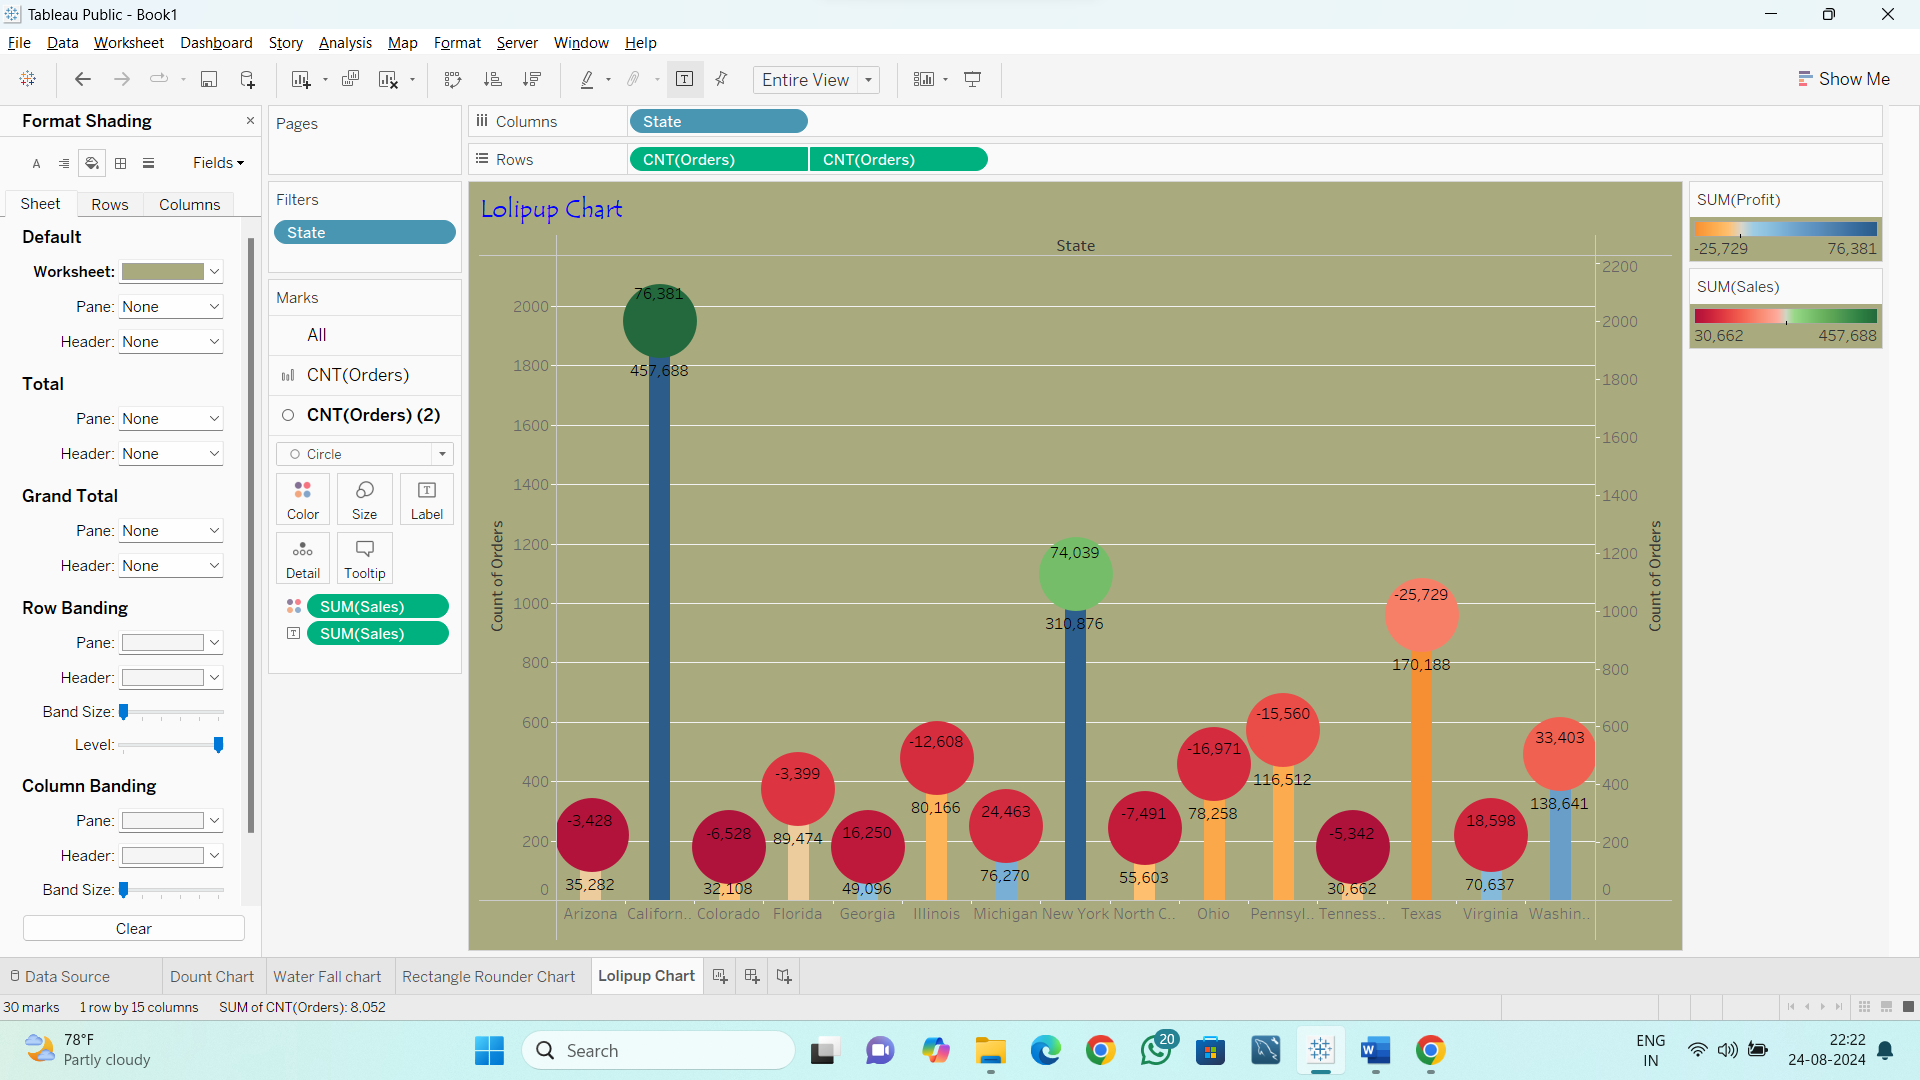 Tableau Public - Book1
File Data Worksheet Dashboard Story Analysis Map Format Server Window Help
Entire View
Show Me
Format Shading
Fields
Sheet Rows Columns
Default
Worksheet:
Pane: None
Header: None
Total
Pane: None
Header: None
Grand Total
Pane: None
Header: None
Row Banding
Pane:
Header:
Band Size:
Level:
Column Banding
Pane:
Header:
Band Size:
Clear
Pages
Filters
State
Marks
All
CNT(Orders)
CNT(Orders) (2)
Circle
Color Size Label
Detail Tooltip
SUM(Sales)
SUM(Sales)
Columns State
Rows CNT(Orders) CNT(Orders)
Lolipup Chart
State
Count of Orders
2000
1800
1600
1400
1200
1000
800
600
400
200
0
76,381
457,688
74,039
310,876
-25,729
170,188
-15,560
116,512
33,403
138,641
-12,608
80,166
-16,971
78,258
-3,399
89,474
24,463
76,270
-7,491
55,603
-3,428
35,282
-6,528
32,108
16,250
49,096
-5,342
30,662
18,598
70,637
Arizona Californ.. Colorado Florida Georgia Illinois Michigan New York North C.. Ohio Pennsyl.. Tenness.. Texas Virginia Washin..
2200
2000
1800
1600
1400
1200
1000
800
600
400
200
0
Count of Orders
SUM(Profit)
-25,729 76,381
SUM(Sales)
30,662 457,688
Data Source Dount Chart Water Fall chart Rectangle Rounder Chart Lolipup Chart
30 marks 1 row by 15 columns SUM of CNT(Orders): 8,052
78°F
Partly cloudy
Search
20
ENG
IN
22:22
24-08-2024